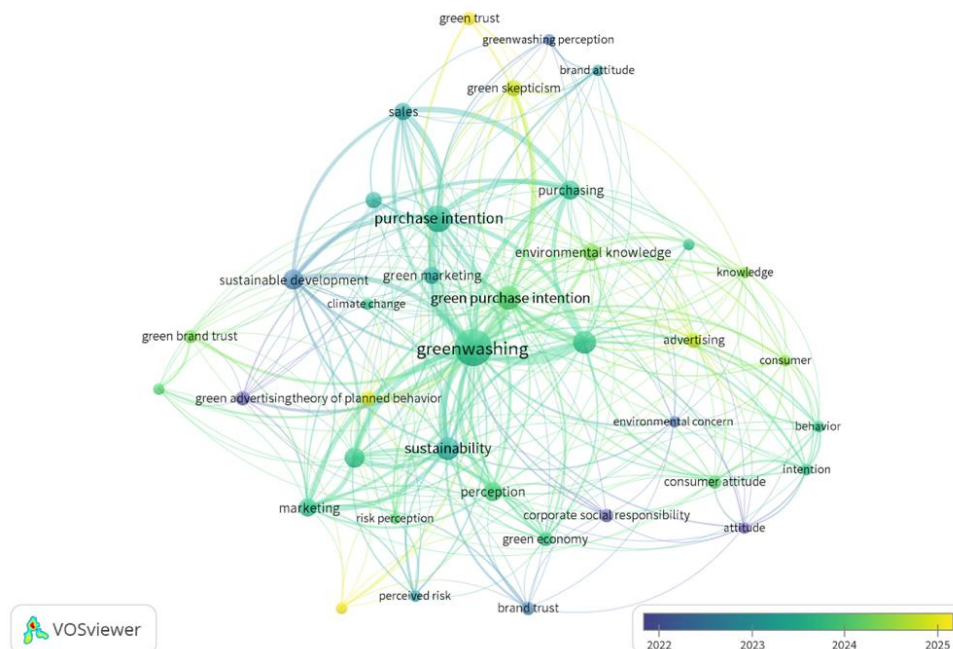 green trust
greenwashing perception
brand attitude
green skepticism
sales
purchasing
purchase intention
environmental knowledge
knowledge
green marketing
sustainable development
green purchase intention
climate change
green brand trust
greenwashing
advertising
consumer
green advertising
theory of planned behavior
environmental concern
behavior
sustainability
intention
consumer attitude
perception
marketing
risk perception
corporate social responsibility
attitude
green economy
perceived risk
brand trust
VOSviewer
2022 2023 2024 2025